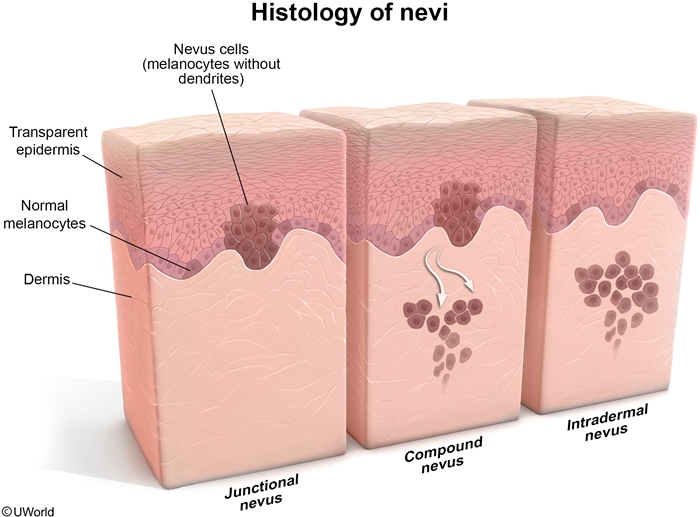 Histology of nevi
Nevus cells
(melanocytes without
dendrites)
Transparent
epidermis
Normal
melanocytes
Dermis
Junctional
nevus
Compound
nevus
Intradermal
nevus
©UWorld